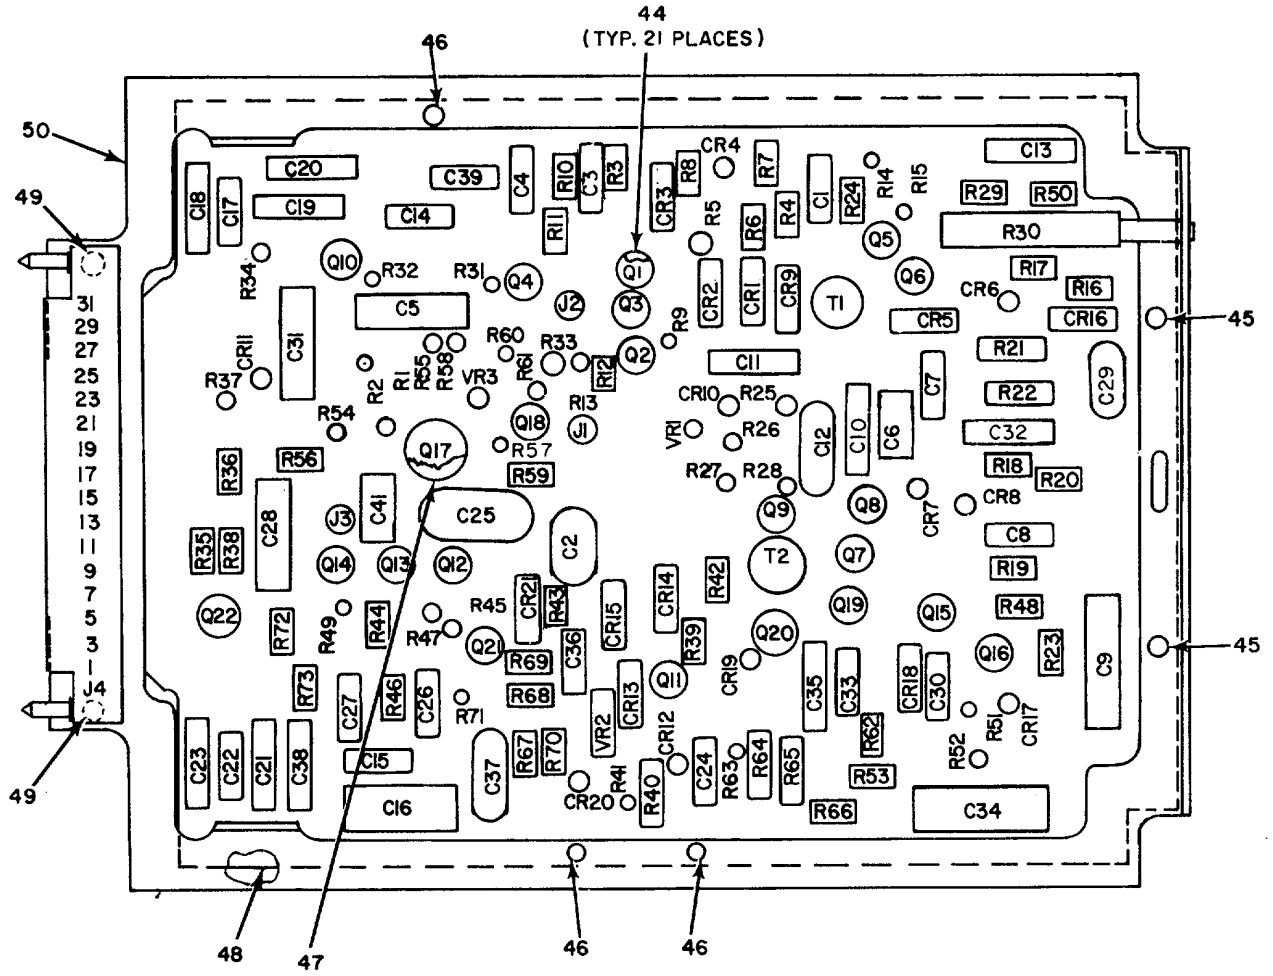 44
(TYP. 21 PLACES)
46
50
49
C20
C39
C4
R10
C3
R3
CR3
R8
CR4
R7
C1
R24
R14
R15
C13
R29
R50
C18
C17
C19
C14
R11
R5
R6
R4
Q5
R30
R34
Q10
R32
R31
Q4
Q1
CR2
CR1
CR9
T1
Q6
R17
CR6
R16
C31
C5
J2
Q3
R9
CR5
CR16
45
31
29
27
25
23
21
19
17
15
13
11
9
7
5
3
1
J4
CR11
R37
R2
R1
R55
R58
R60
R61
R33
R12
Q2
C11
C7
R21
C29
VR3
R22
R54
Q17
Q18
R13
J1
R57
CR10
R25
VR1
R26
C12
C10
C6
C32
R36
R56
R59
R27
R28
R18
R20
C28
J3
C41
C25
C2
Q9
Q8
CR7
CR8
C8
R35
R38
Q14
Q13
Q12
T2
Q7
R19
Q22
R72
R49
R44
R47
R45
CR21
R43
CR15
CR14
R42
Q19
Q15
R48
Q21
R69
C36
R39
Q20
CR19
Q16
R23
C9
45
R73
C27
R46
C26
R71
R68
VR2
CR13
Q11
C35
C33
CR18
C30
R51
CR17
C23
C22
C21
C38
C15
C16
C37
R67
R70
CR20
R41
R40
CR12
C24
R63
R64
R65
R62
R53
R66
R52
C34
49
48
47
46
46